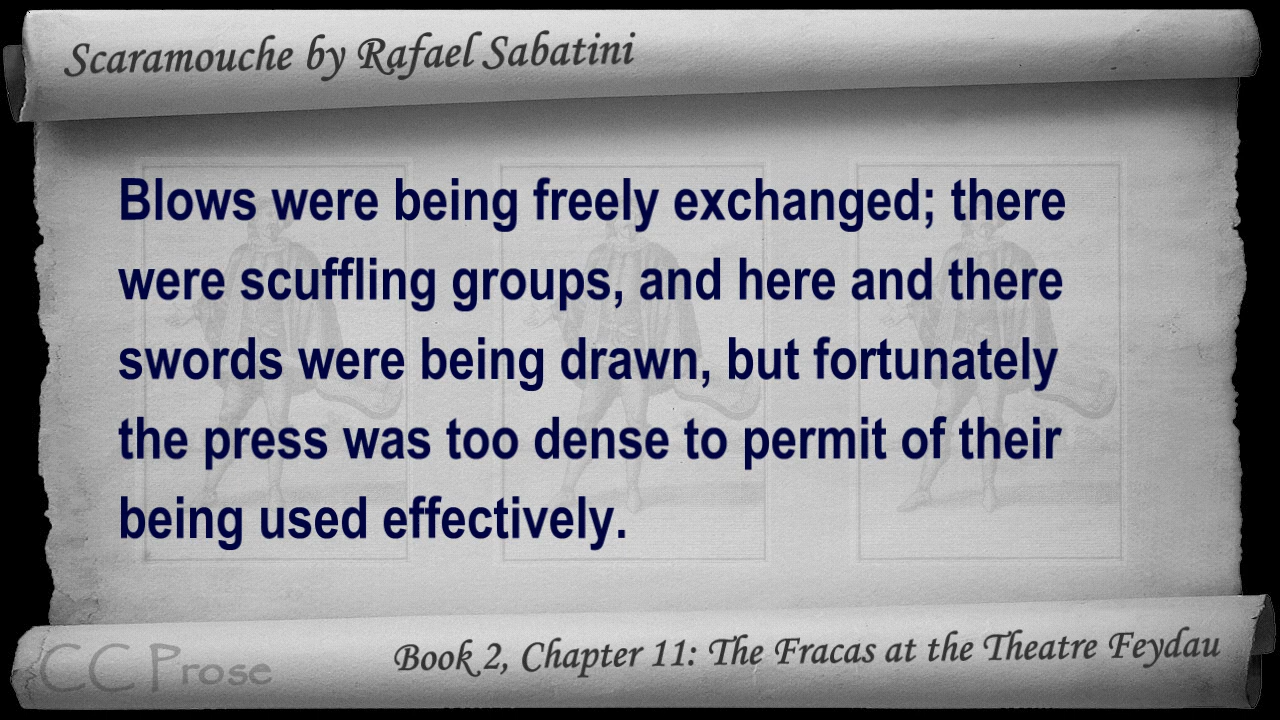 Scaramouche by Rafael Sabatini
Blows were being freely exchanged; there
were scuffling groups, and here and there
swords were being drawn, but fortunately
the press was too dense to permit of their
being used effectively.
CC Prose
Book 2, Chapter 11: The Fracas at the Theatre Feydau